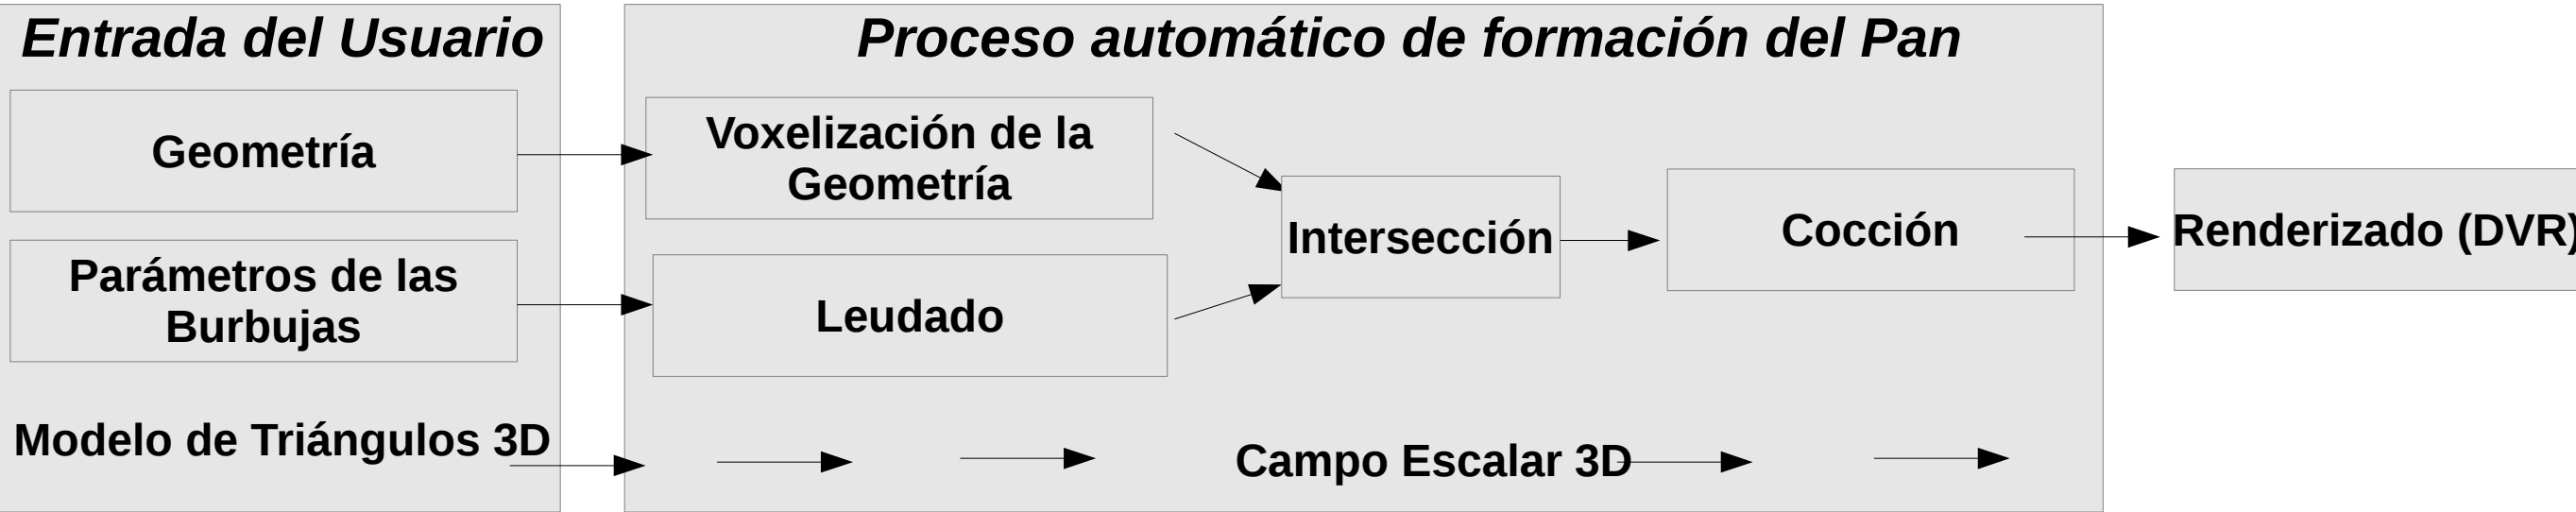 Entrada del Usuario
Proceso automático de formación del Pan
Geometría
Parámetros de las
Burbujas
Modelo de Triángulos 3D
Voxelización de la
Geometría
Leudado
Intersección
Cocción
Campo Escalar 3D
Renderizado (DVR)